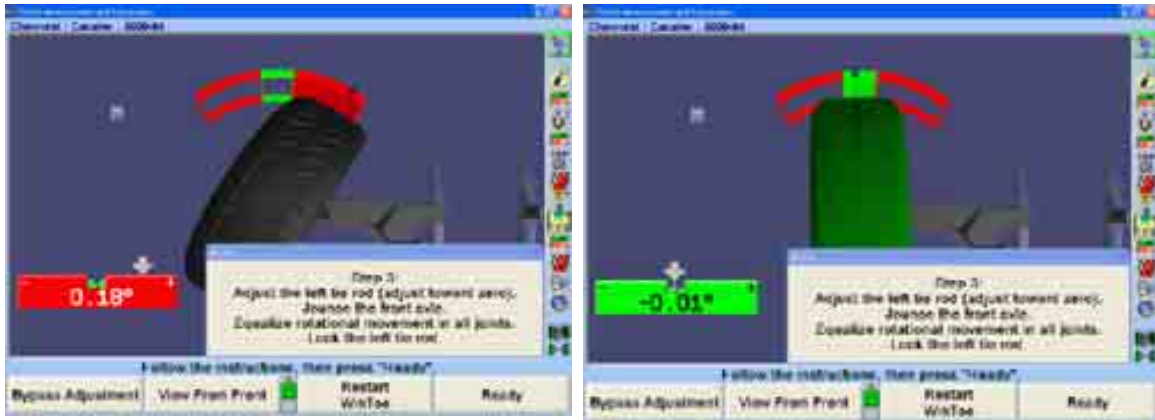 0.18°
Step 3:
Adjust the left tie rod (adjust toward zero).
Jounce the front axle.
Equalize rotational movement in all joints.
Lock the left tie rod
Follow the instructions, then press "Ready"
Bypass Adjustment
View From Front
Restart
WinToe
Ready
-0.01°
Step 3:
Adjust the left tie rod (adjust toward zero).
Jounce the front axle.
Equalize rotational movement in all joints.
Lock the left tie rod
Follow the instructions, then press "Ready"
Bypass Adjustment
View From Front
Restart
WinToe
Ready